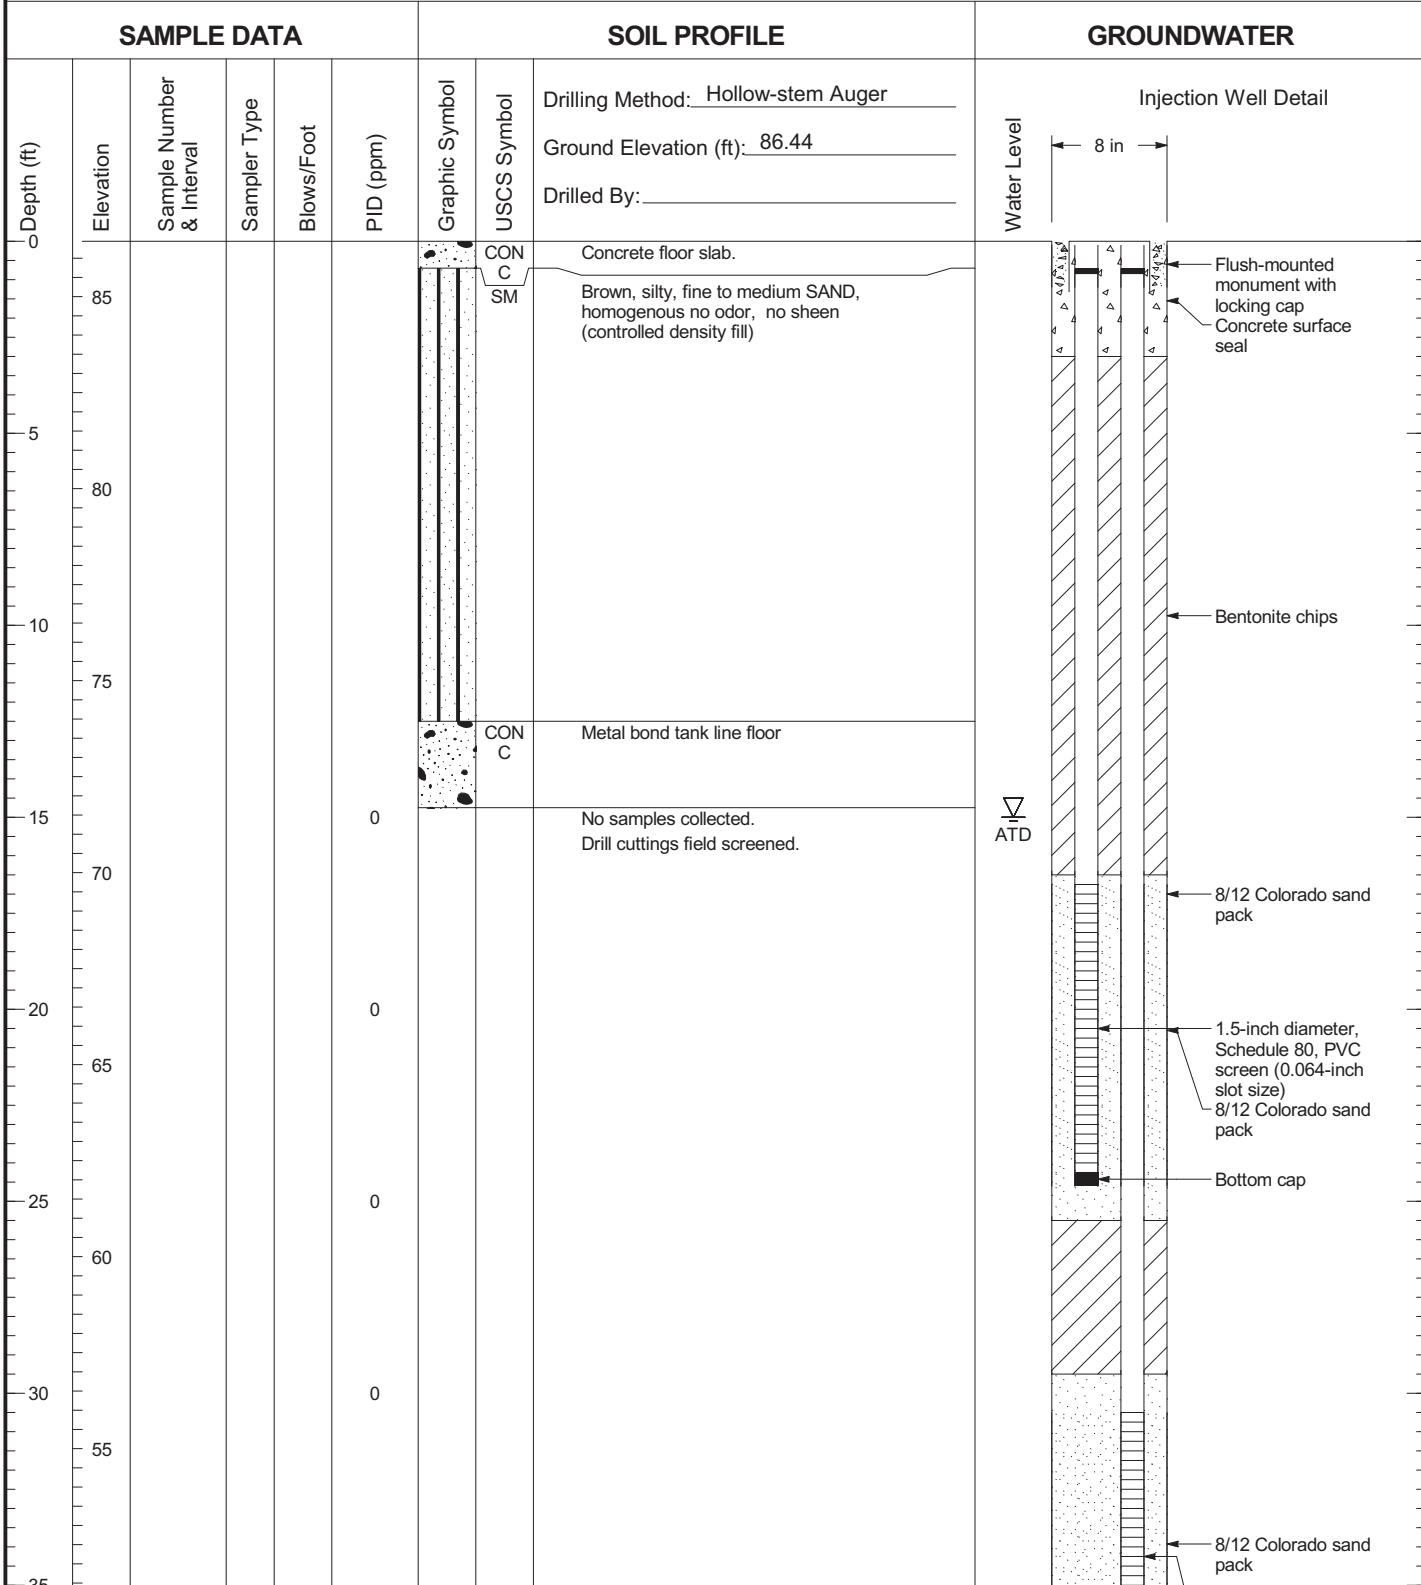 SAMPLE DATA
SOIL PROFILE
GROUNDWATER
Depth (ft)
Elevation
Sample Number
& Interval
Sampler Type
Blows/Foot
PID (ppm)
Graphic Symbol
USCS Symbol
Drilling Method: Hollow-stem Auger
Ground Elevation (ft): 86.44
Drilled By:
Water Level
Injection Well Detail
8 in
0
CON
C
Concrete floor slab.
85
SM
Brown, silty, fine to medium SAND,
homogenous no odor, no sheen
(controlled density fill)
Flush-mounted
monument with
locking cap
Concrete surface
seal
5
80
10
Bentonite chips
75
CON
C
Metal bond tank line floor
15
0
No samples collected.
Drill cuttings field screened.
ATD
70
8/12 Colorado sand
pack
20
0
65
1.5-inch diameter,
Schedule 80, PVC
screen (0.064-inch
slot size)
8/12 Colorado sand
pack
Bottom cap
25
0
60
30
0
55
8/12 Colorado sand
pack
35